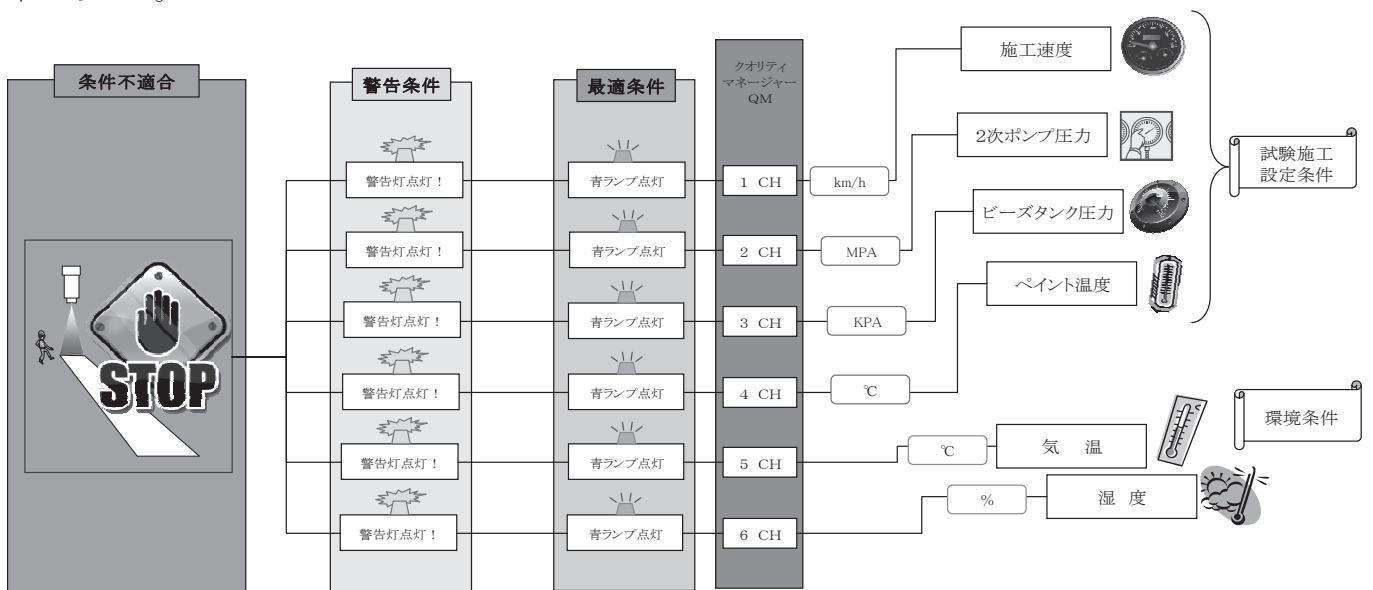 条件不適合
警告条件
最適条件
クオリティ
マネージャー
QM
施工速度
2次ポンプ圧力
ビーズタンク圧力
ペイント温度
試験施工
設定条件
環境条件
警告灯点灯！
青ランプ点灯
1 CH
km/h
警告灯点灯！
青ランプ点灯
2 CH
MPA
警告灯点灯！
青ランプ点灯
3 CH
KPA
警告灯点灯！
青ランプ点灯
4 CH
℃
警告灯点灯！
青ランプ点灯
5 CH
℃
気 温
警告灯点灯！
青ランプ点灯
6 CH
%
湿 度
STOP